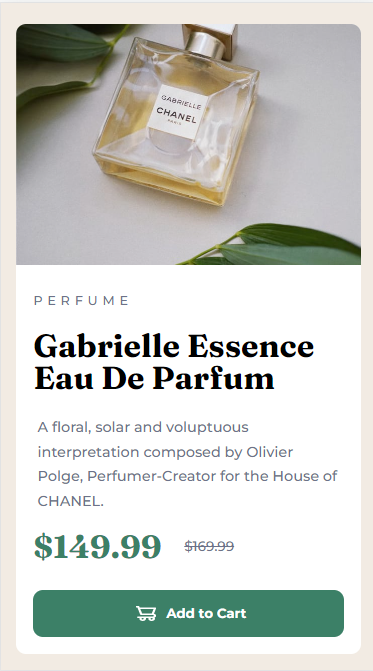 GABRIELLE
CHANEL
PARIS
PERFUME
Gabrielle Essence
Eau De Parfum
A floral, solar and voluptuous
interpretation composed by Olivier
Polge, Perfumer-Creator for the House of
CHANEL.
$149.99 $169.99
Add to Cart